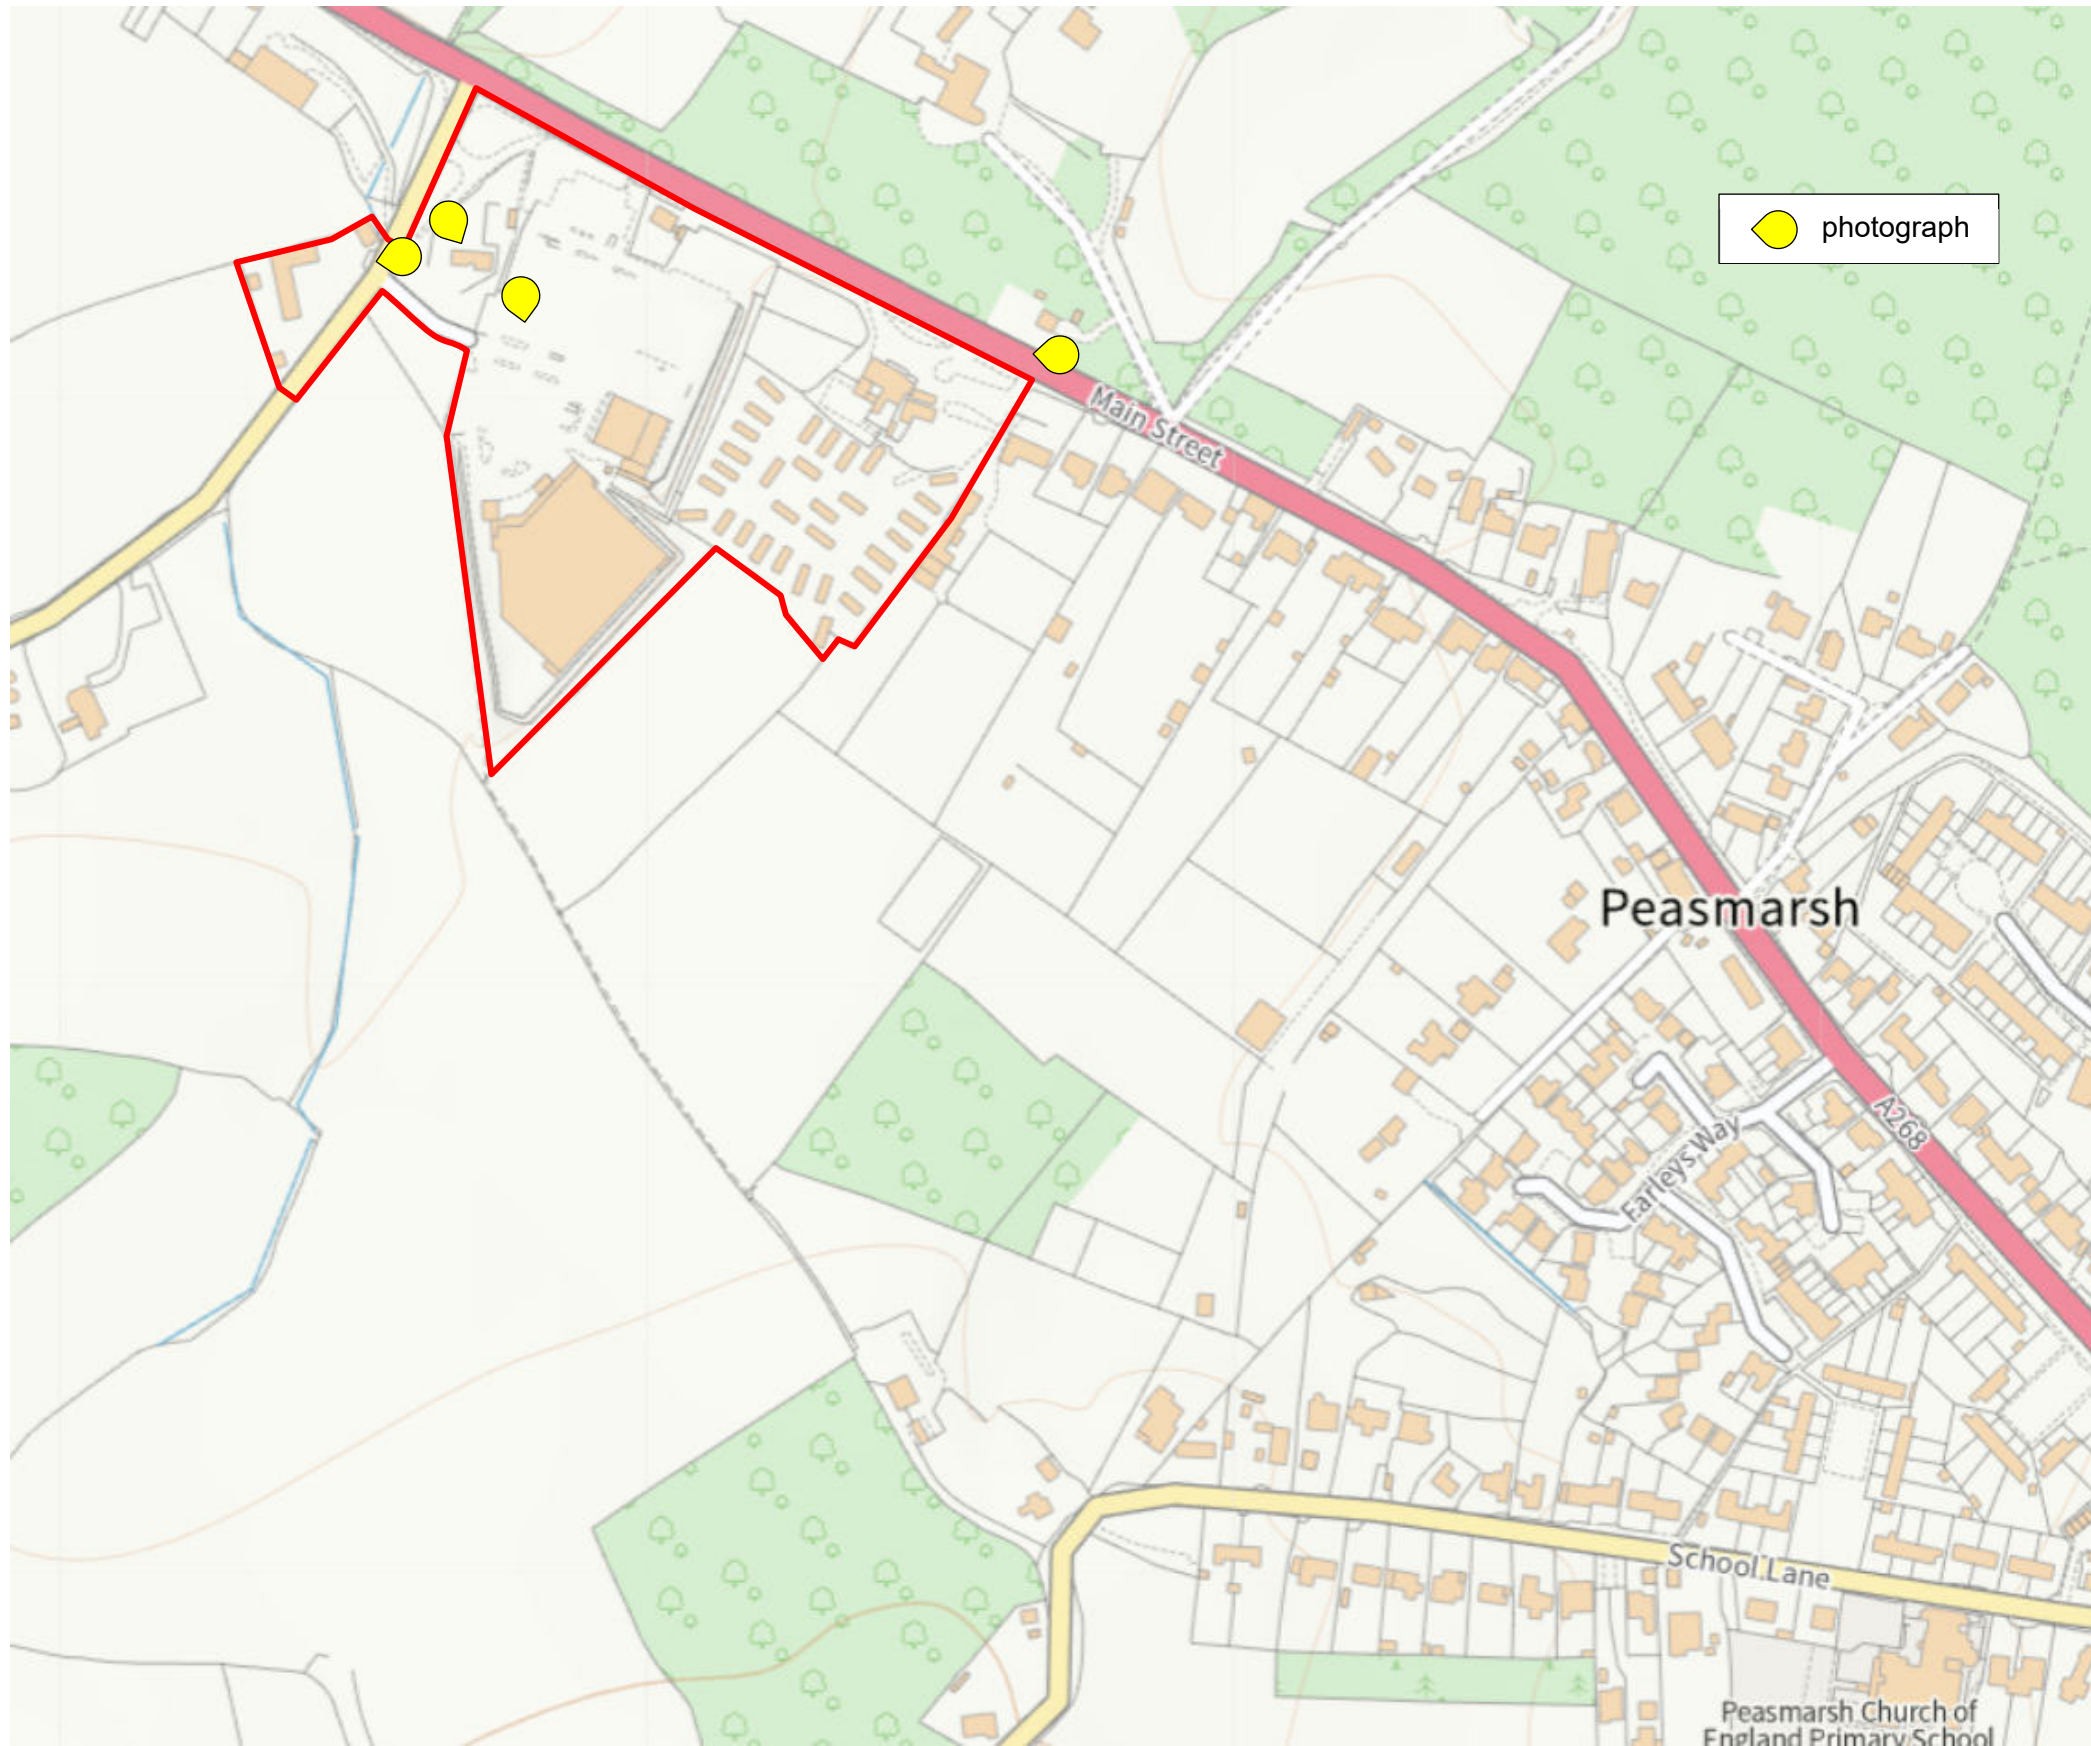 photograph
Main Street
Peasmarsh
A268
Farleys Way
School Lane
Peasmarsh Church of
England Primary School